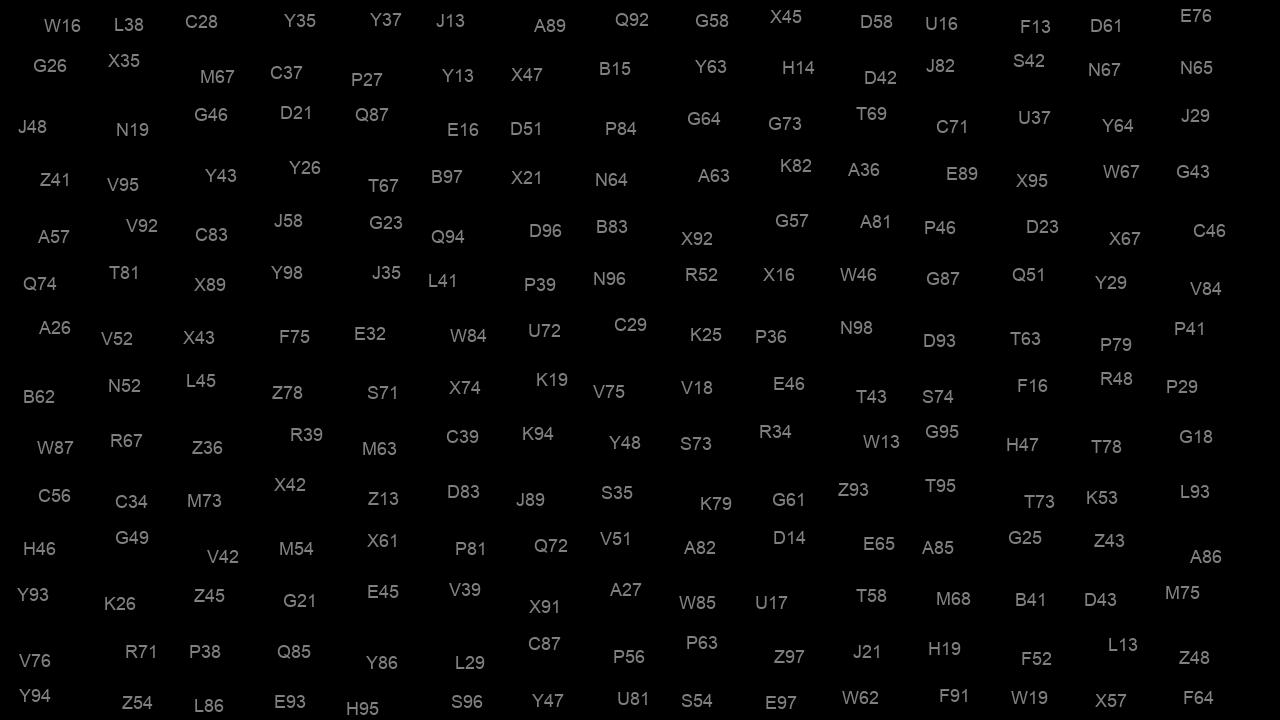 W16 L38 C28 Y35 Y37 J13 A89 Q92 G58 X45 D58 U16 F13 D61 E76
G26 X35 M67 C37 P27 Y13 X47 B15 Y63 H14 D42 J82 S42 N67 N65
J48 N19 G46 D21 Q87 E16 D51 P84 G64 G73 T69 C71 U37 Y64 J29
Z41 V95 Y43 Y26 T67 B97 X21 N64 A63 K82 A36 E89 X95 W67 G43
A57 V92 C83 J58 G23 Q94 D96 B83 X92 G57 A81 P46 D23 X67 C46
Q74 T81 X89 Y98 J35 L41 P39 N96 R52 X16 W46 G87 Q51 Y29 V84
A26 V52 X43 F75 E32 W84 U72 C29 K25 P36 N98 D93 T63 P79 P41
B62 N52 L45 Z78 S71 X74 K19 V75 V18 E46 T43 S74 F16 R48 P29
W87 R67 Z36 R39 M63 C39 K94 Y48 S73 R34 W13 G95 H47 T78 G18
C56 C34 M73 X42 Z13 D83 J89 S35 K79 G61 Z93 T95 T73 K53 L93
H46 G49 V42 M54 X61 P81 Q72 V51 A82 D14 E65 A85 G25 Z43 A86
Y93 K26 Z45 G21 E45 V39 X91 A27 W85 U17 T58 M68 B41 D43 M75
V76 R71 P38 Q85 Y86 L29 C87 P56 P63 Z97 J21 H19 F52 L13 Z48
Y94 Z54 L86 E93 H95 S96 Y47 U81 S54 E97 W62 F91 W19 X57 F64